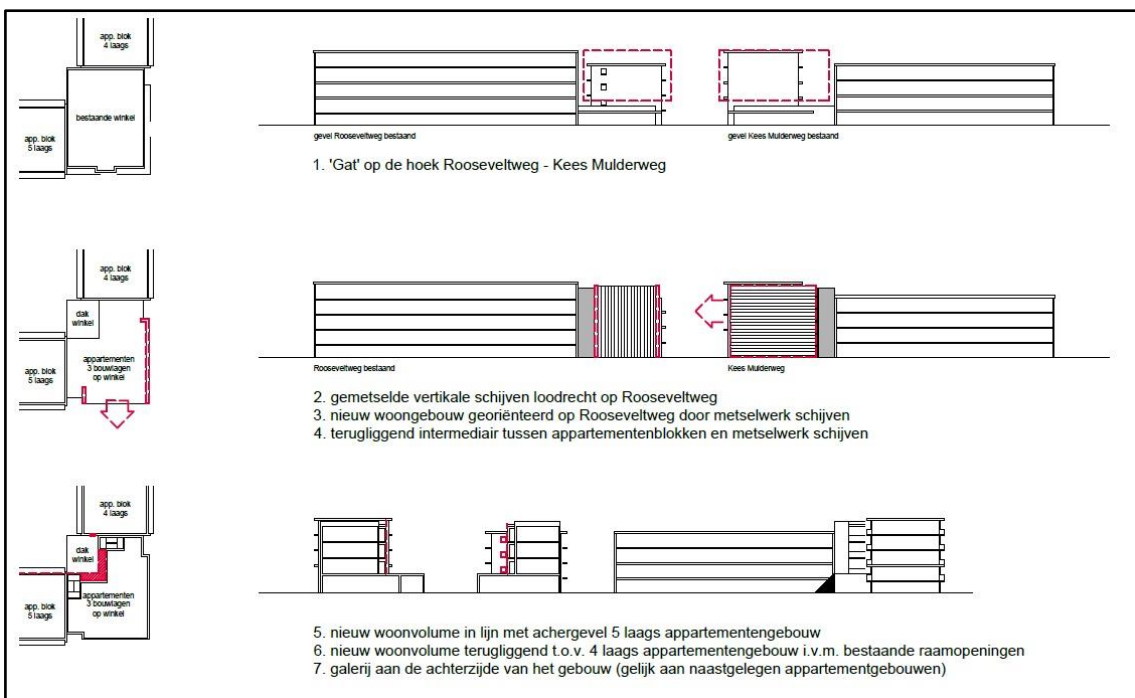 app. blok
4 laags
bestaande winkel
app. blok
5 laags
gevel Rooseveltweg bestaand
gevel Kees Mulderweg bestaand
1. 'Gat' op de hoek Rooseveltweg - Kees Mulderweg
app. blok
4 laags
dak
winkel
app. blok
5 laags
appartementen
3 bouwlagen
op winkel
Rooseveltweg bestaand
Kees Mulderweg
2. gemetselde vertikale schijven loodrecht op Rooseveltweg
3. nieuw woongebouw georiënteerd op Rooseveltweg door metselwerk schijven
4. terugliggend intermediair tussen appartementenblokken en metselwerk schijven
app. blok
4 laags
dak
winkel
app. blok
5 laags
appartementen
3 bouwlagen
op winkel
5. nieuw woonvolume in lijn met achergevel 5 laags appartementengebouw
6. nieuw woonvolume terugliggend t.o.v. 4 laags appartementengebouw i.v.m. bestaande raamopeningen
7. galerij aan de achterzijde van het gebouw (gelijk aan naastgelegen appartementgebouwen)